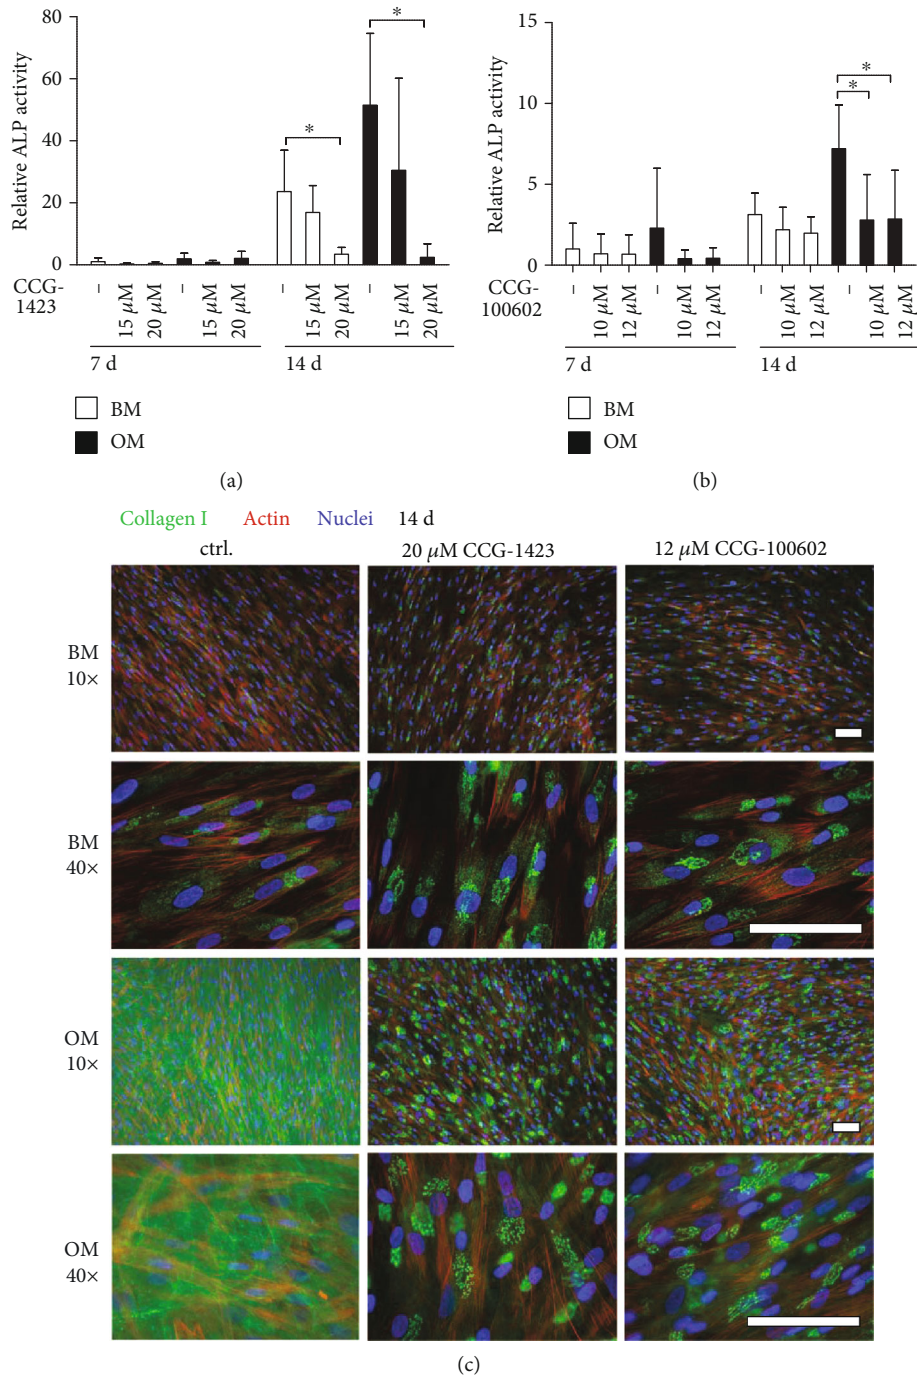 80
60
40
20
0
Relative ALP activity
*
*
CCG-
1423
– 15 μM 20 μM – 15 μM 20 μM – 15 μM 20 μM – 15 μM 20 μM
7 d 14 d
BM
OM
(a)
15
10
5
0
Relative ALP activity
*
*
CCG-
100602
– 10 μM 12 μM – 10 μM 12 μM – 10 μM 12 μM – 10 μM 12 μM
7 d 14 d
BM
OM
(b)
Collagen I Actin Nuclei 14 d
ctrl. 20 μM CCG-1423 12 μM CCG-100602
BM
10×
BM
40×
OM
10×
OM
40×
(c)